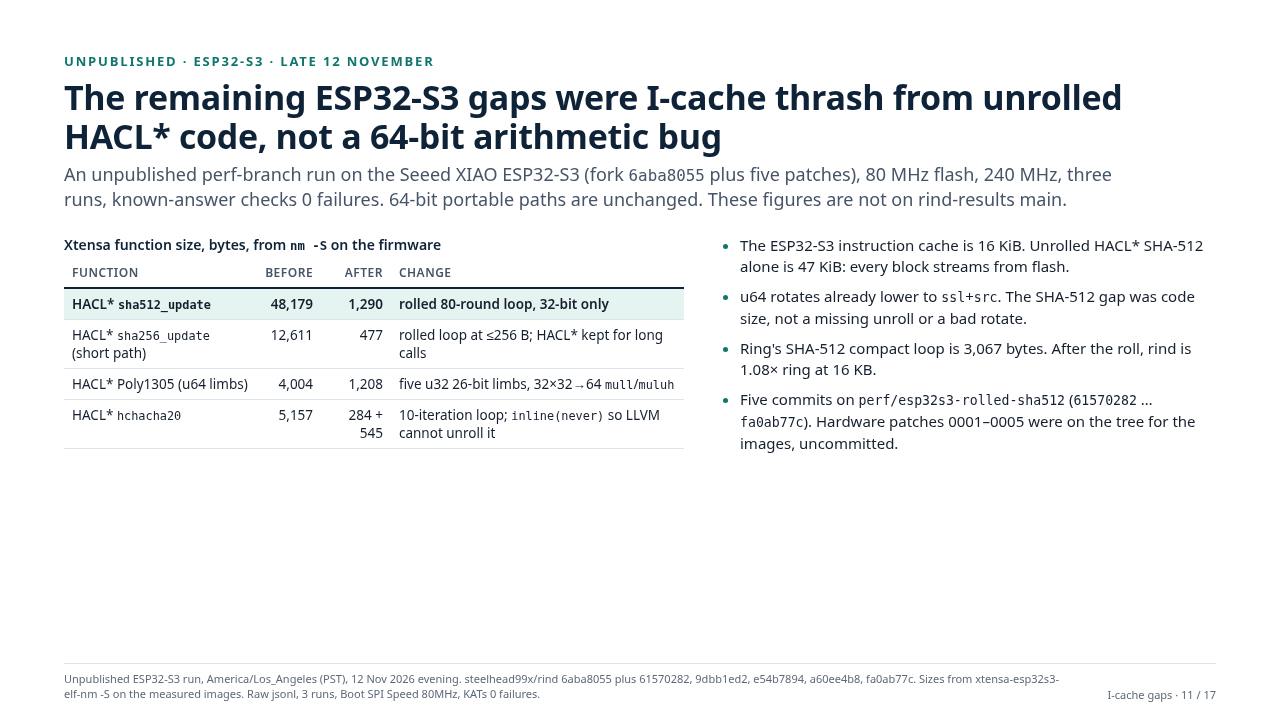 UNPUBLISHED · ESP32-S3 · LATE 12 NOVEMBER
The remaining ESP32-S3 gaps were I-cache thrash from unrolled
HACL* code, not a 64-bit arithmetic bug
An unpublished perf-branch run on the Seeed XIAO ESP32-S3 (fork 6aba8055 plus five patches), 80 MHz flash, 240 MHz, three
runs, known-answer checks 0 failures. 64-bit portable paths are unchanged. These figures are not on rind-results main.
Xtensa function size, bytes, from nm -S on the firmware
FUNCTION BEFORE AFTER CHANGE
HACL* sha512_update 48,179 1,290 rolled 80-round loop, 32-bit only
HACL* sha256_update 12,611 477 rolled loop at ≤256 B; HACL* kept for long
(short path) calls
HACL* Poly1305 (u64 limbs) 4,004 1,208 five u32 26-bit limbs, 32×32→64 mull/muluh
HACL* hchacha20 5,157 284 + 10-iteration loop; inline(never) so LLVM
545 cannot unroll it
• The ESP32-S3 instruction cache is 16 KiB. Unrolled HACL* SHA-512
alone is 47 KiB: every block streams from flash.
• u64 rotates already lower to ssl+src. The SHA-512 gap was code
size, not a missing unroll or a bad rotate.
• Ring's SHA-512 compact loop is 3,067 bytes. After the roll, rind is
1.08× ring at 16 KB.
• Five commits on perf/esp32s3-rolled-sha512 (61570282 …
fa0ab77c). Hardware patches 0001–0005 were on the tree for the
images, uncommitted.
Unpublished ESP32-S3 run, America/Los_Angeles (PST), 12 Nov 2026 evening. steelhead99x/rind 6aba8055 plus 61570282, 9dbb1ed2, e54b7894, a60ee4b8, fa0ab77c. Sizes from xtensa-esp32s3-
elf-nm -S on the measured images. Raw jsonl, 3 runs, Boot SPI Speed 80MHz, KATs 0 failures.
I-cache gaps · 11 / 17